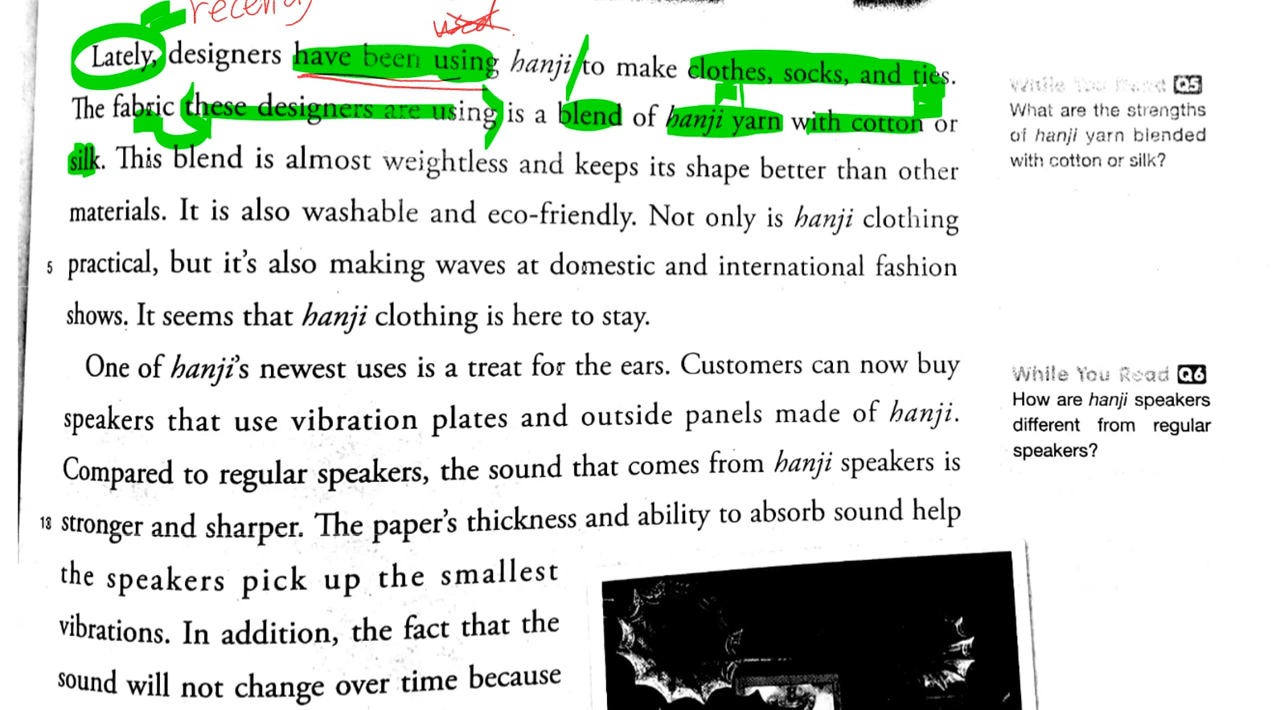 recently
used
Lately, designers have been using hanji to make clothes, socks, and ties.
The fabric these designers are using is a blend of hanji yarn with cotton or
silk. This blend is almost weightless and keeps its shape better than other
materials. It is also washable and eco-friendly. Not only is hanji clothing
5 practical, but it's also making waves at domestic and international fashion
shows. It seems that hanji clothing is here to stay.
One of hanji's newest uses is a treat for the ears. Customers can now buy
speakers that use vibration plates and outside panels made of hanji.
Compared to regular speakers, the sound that comes from hanji speakers is
18 stronger and sharper. The paper's thickness and ability to absorb sound help
the speakers pick up the smallest
vibrations. In addition, the fact that the
sound will not change over time because
While You Read Q5
What are the strengths
of hanji yarn blended
with cotton or silk?
While You Read Q6
How are hanji speakers
different from regular
speakers?